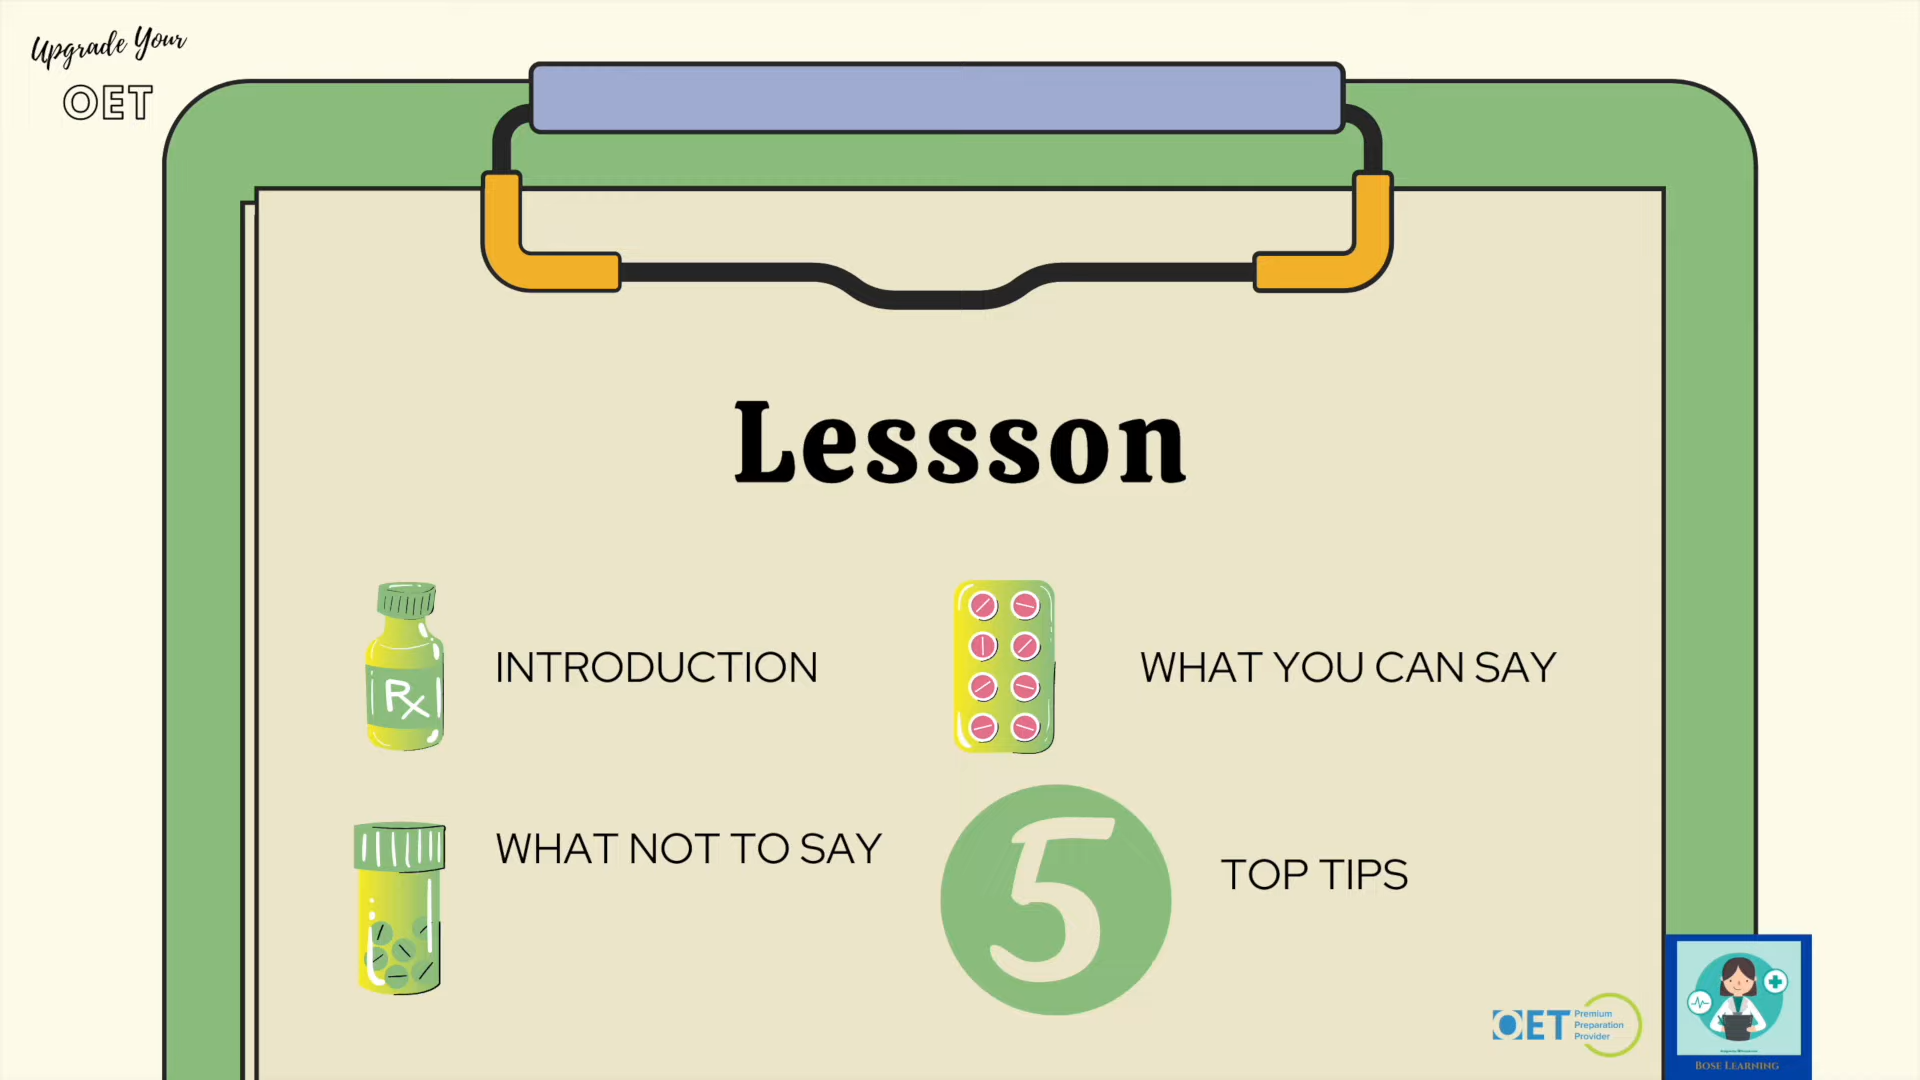 Upgrade Your
OET
Lessson
INTRODUCTION
WHAT YOU CAN SAY
Rx
WHAT NOT TO SAY
5
TOP TIPS
OET Premium
Preparation
Provider
BOSE LEARNING